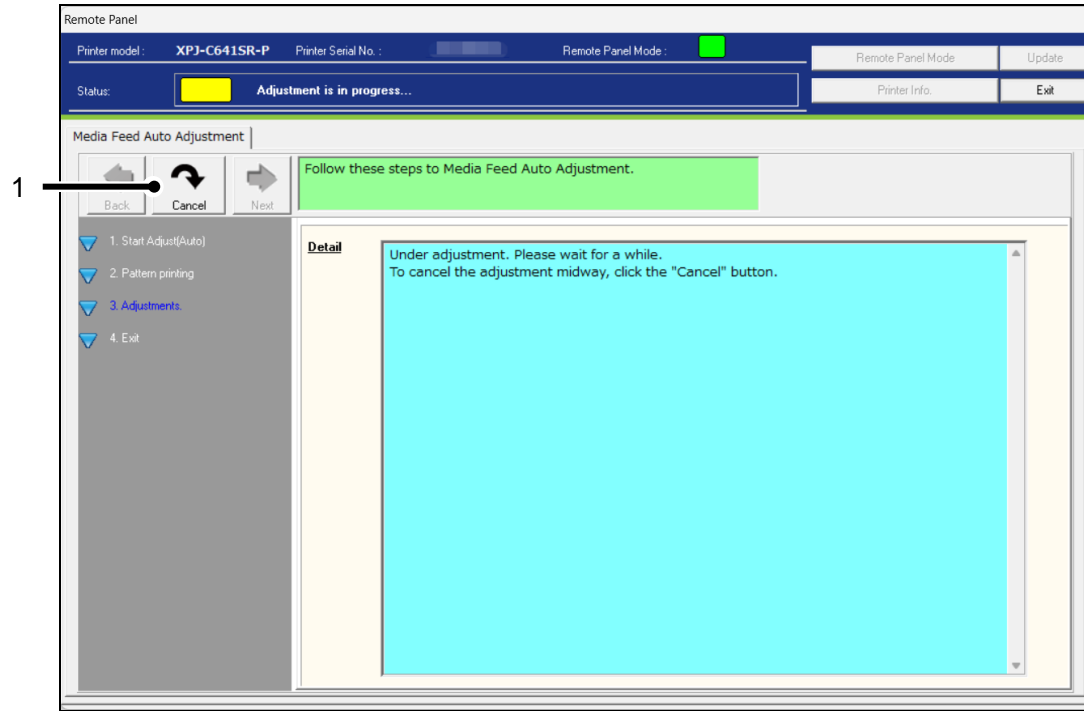 Remote Panel
Printer model : XPJ-C641SR-P Printer Serial No. : Remote Panel Mode :
Remote Panel Mode Update
Status: Adjustment is in progress...
Printer Info. Exit
Media Feed Auto Adjustment
1
Back Cancel Next
Follow these steps to Media Feed Auto Adjustment.
1. Start Adjust(Auto)
2. Pattern printing
3. Adjustments.
4. Exit
Detail
Under adjustment. Please wait for a while.
To cancel the adjustment midway, click the "Cancel" button.